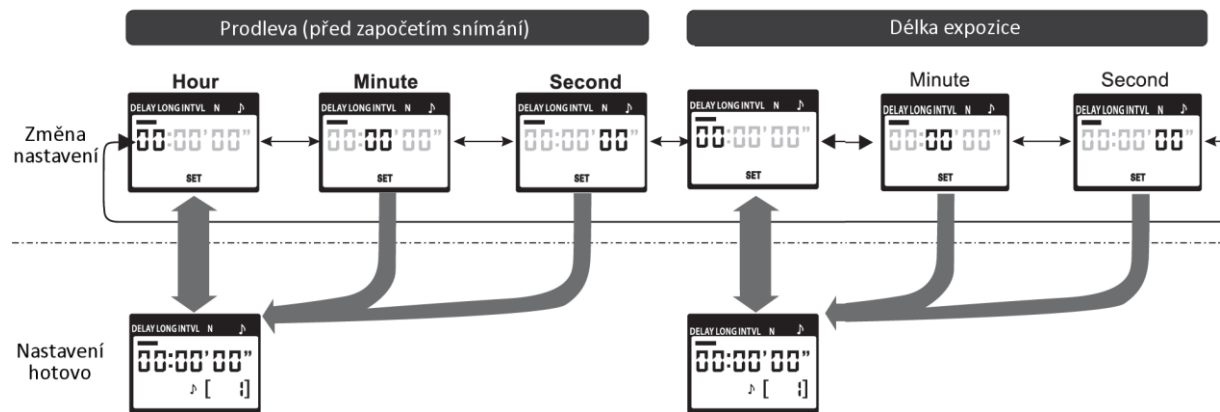 Prodleva (před započetím snímání)
Délka expozice
Hour Minute Second Minute Second
DELAY LONG INTVL N ♪ DELAY LONG INTVL N ♪ DELAY LONG INTVL N ♪ DELAY LONG INTVL N ♪ DELAY LONG INTVL N ♪ DELAY LONG INTVL N ♪
Změna
nastavení
00:00'00" 00:00'00" 00:00'00" 00:00'00" 00:00'00" 00:00'00"
SET SET SET SET SET SET
DELAY LONG INTVL N ♪ DELAY LONG INTVL N ♪
Nastavení
hotovo
00:00'00" 00:00'00"
♪ [ 1] ♪ [ 1]